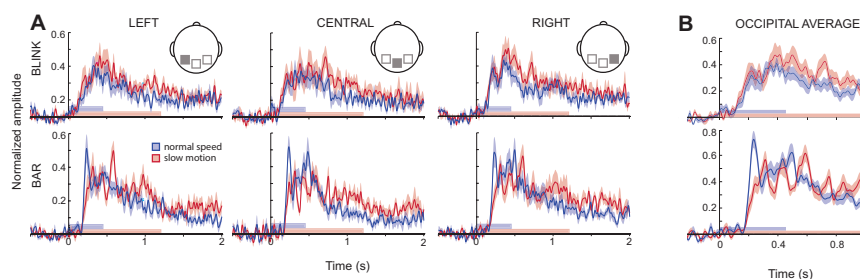 A
LEFT
CENTRAL
RIGHT
B
OCCIPITAL AVERAGE
Normalized amplitude
BLINK
0.6
0.4
0.2
0.6
0.4
0.2
BAR
0.6
0.4
0.2
normal speed
slow motion
0.8
0.6
0.4
0.2
0 1 2
0 1 2
0 1 2
0 0.4 0.8
Time (s)
Time (s)